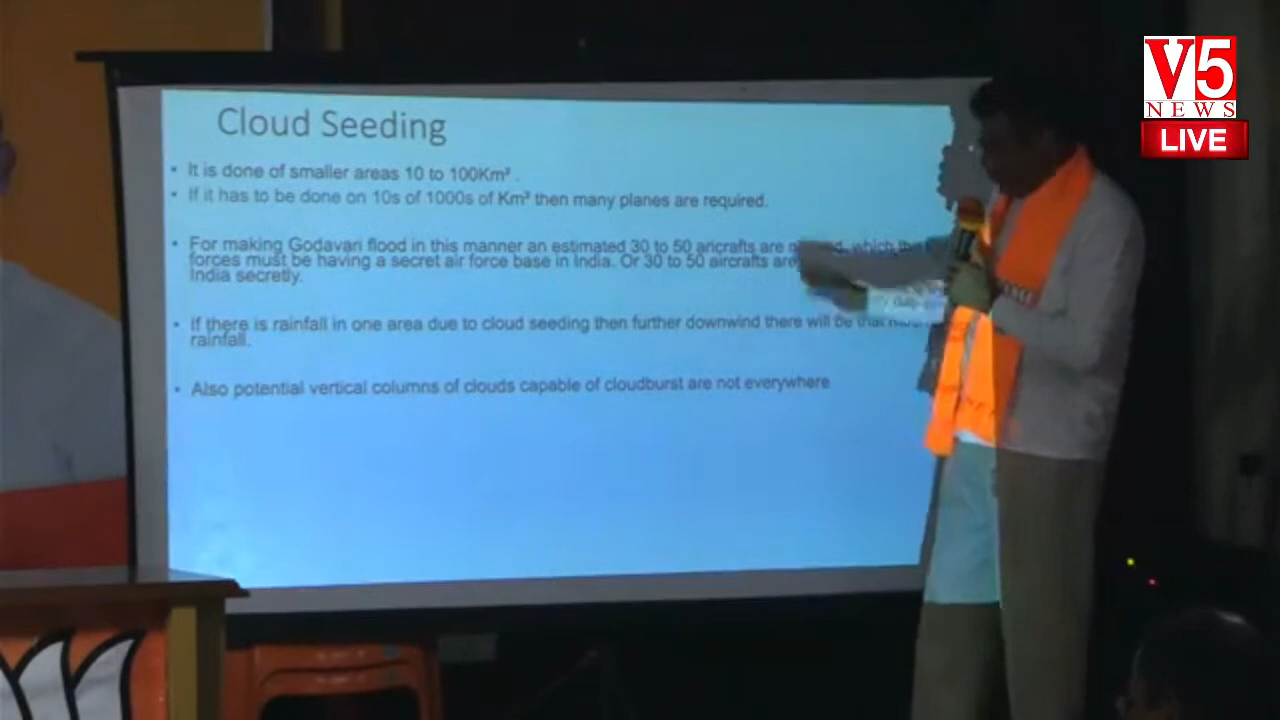 V5
NEWS
LIVE
Cloud Seeding
• It is done of smaller areas 10 to 100Km² .
• If it has to be done on 10s of 1000s of Km² then many planes are required.
• For making Godavari flood in this manner an estimated 30 to 50 aricrafts are which
forces must be having a secret air force base in India. Or 30 to 50 aircrafts are
India secretly.
• If there is rainfall in one area due to cloud seeding then further downwind there will be that
rainfall.
• Also potential vertical columns of clouds capable of cloudburst are not everywhere